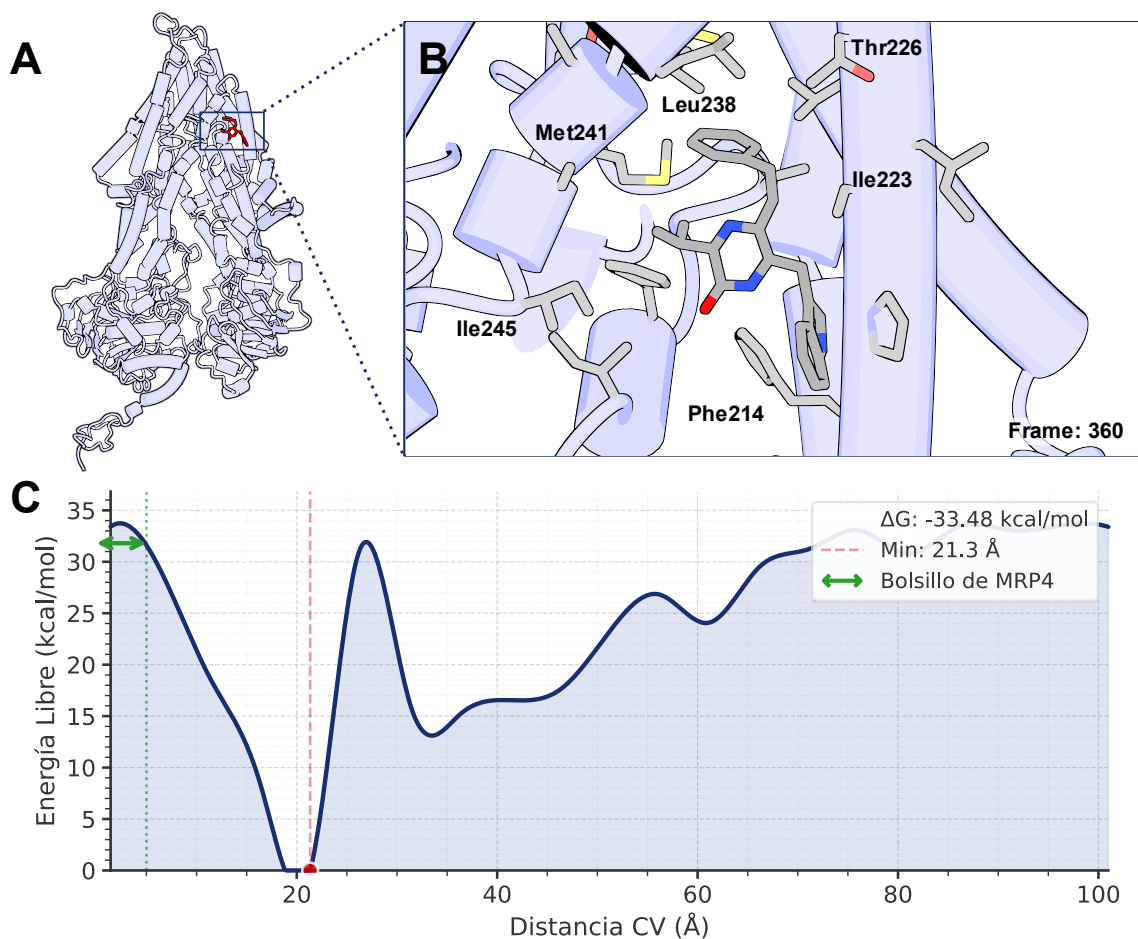 A
B
Thr226
Leu238
Met241
Ile223
Ile245
Phe214
Frame: 360
C
ΔG: -33.48 kcal/mol
Min: 21.3 Å
Bolsillo de MRP4
Energía Libre (kcal/mol)
35
30
25
20
15
10
5
0
20 40 60 80 100
Distancia CV (Å)